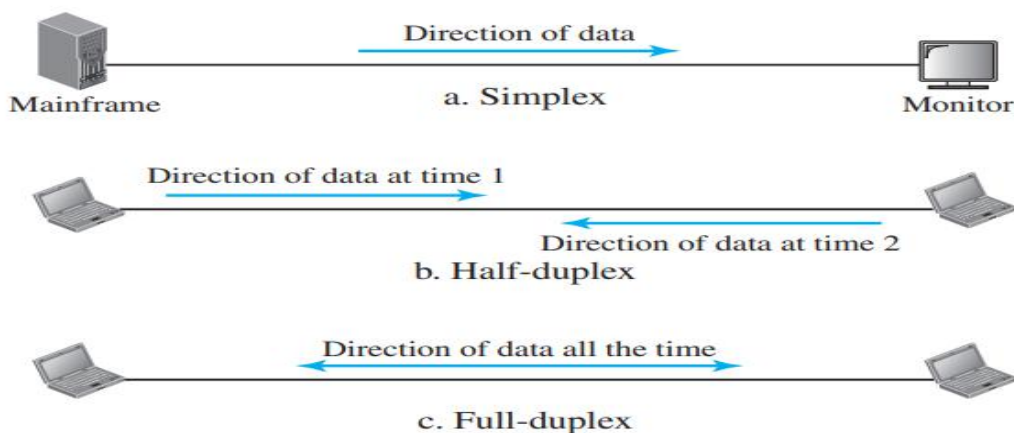 Direction of data
Mainframe
a. Simplex
Monitor
Direction of data at time 1
Direction of data at time 2
b. Half-duplex
Direction of data all the time
c. Full-duplex